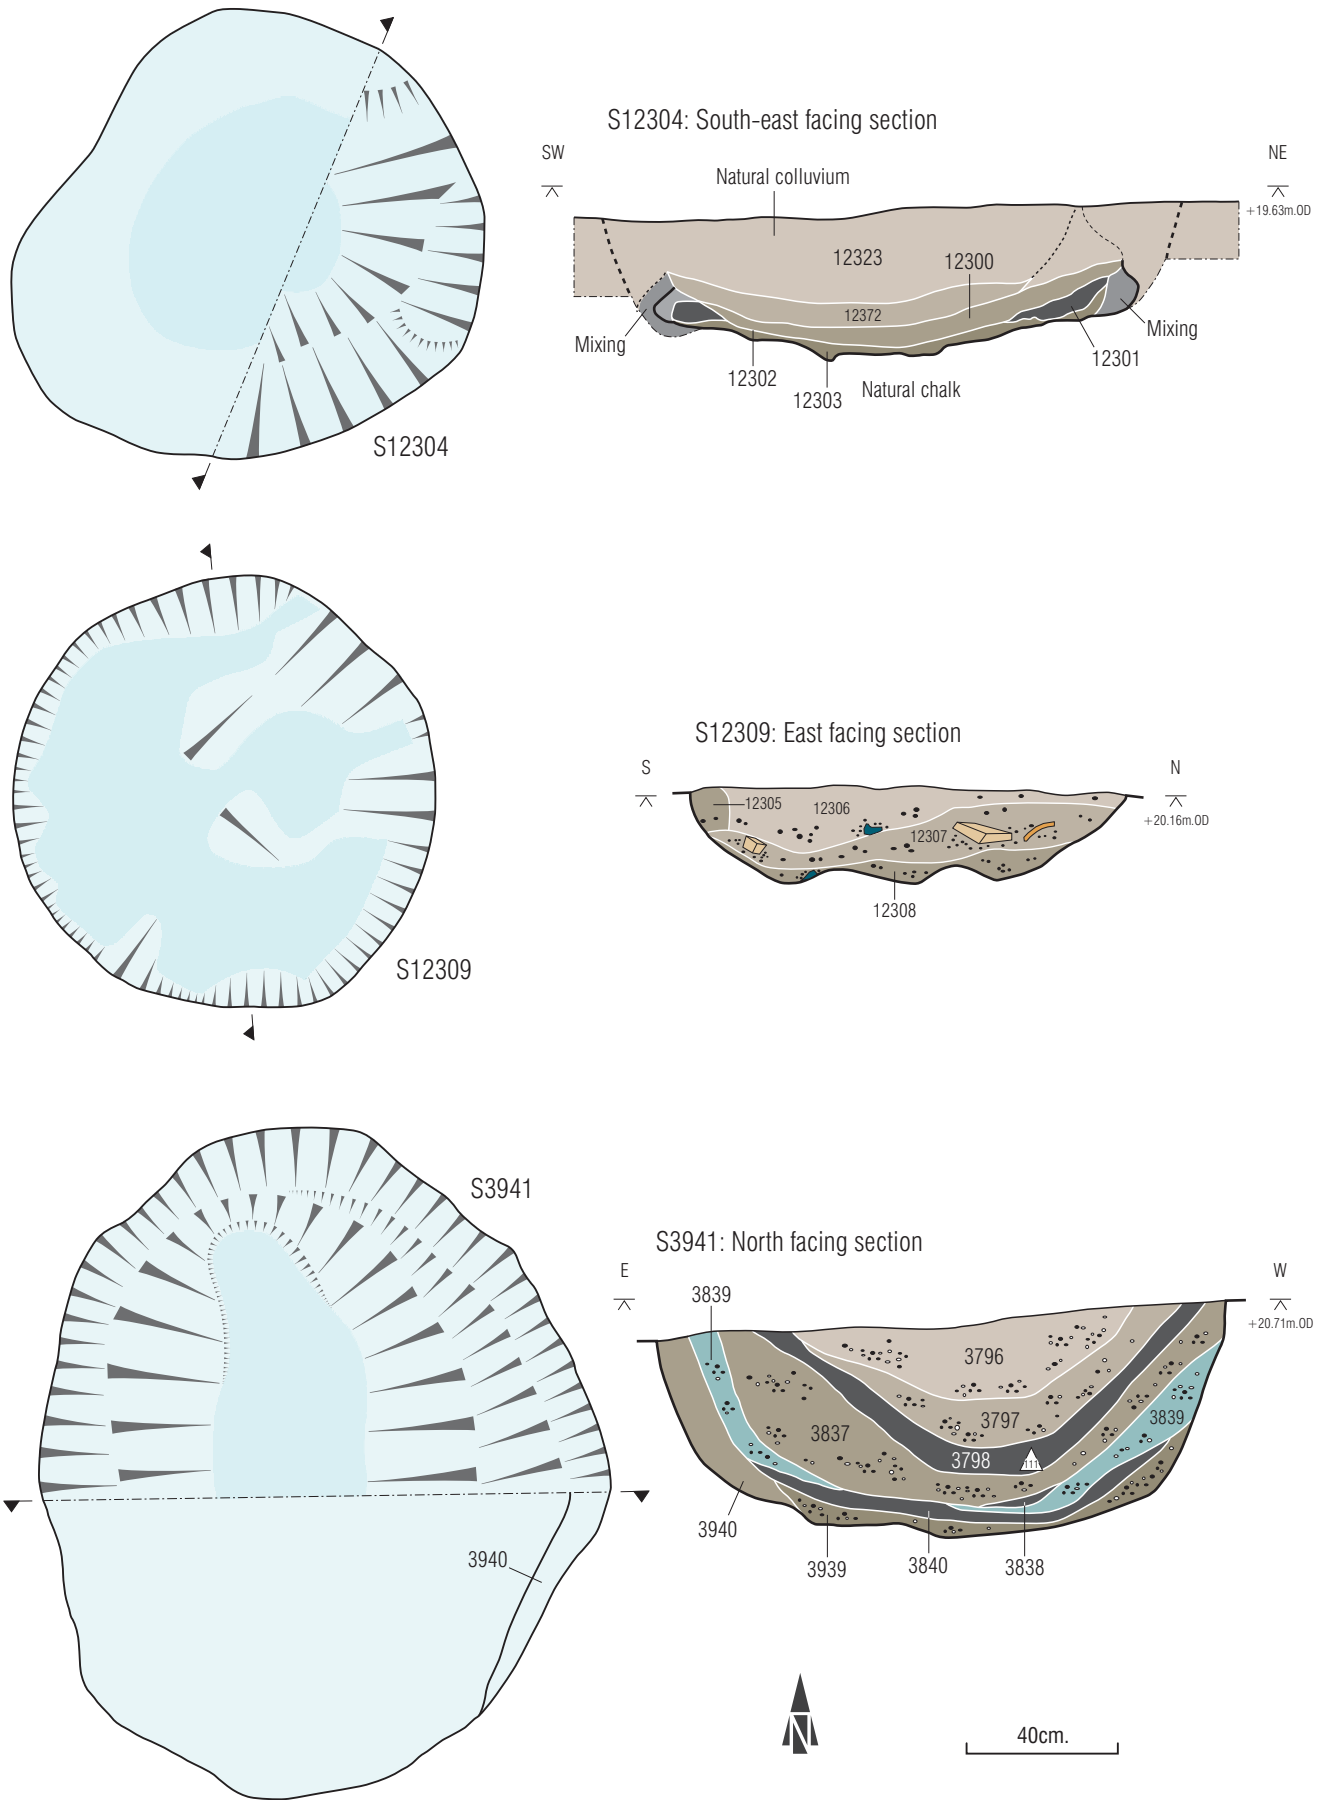 S12304: South-east facing section
SW
NE
Natural colluvium
+19.63m.OD
12323
12300
12372
Mixing
Mixing
12301
12302
12303
Natural chalk
S12304
S12309: East facing section
S
N
12305
12306
+20.16m.OD
12307
12308
S12309
S3941
S3941: North facing section
E
W
3839
+20.71m.OD
3796
3797
3839
3837
3798
111
3940
3939
3840
3838
3940
N
40cm.